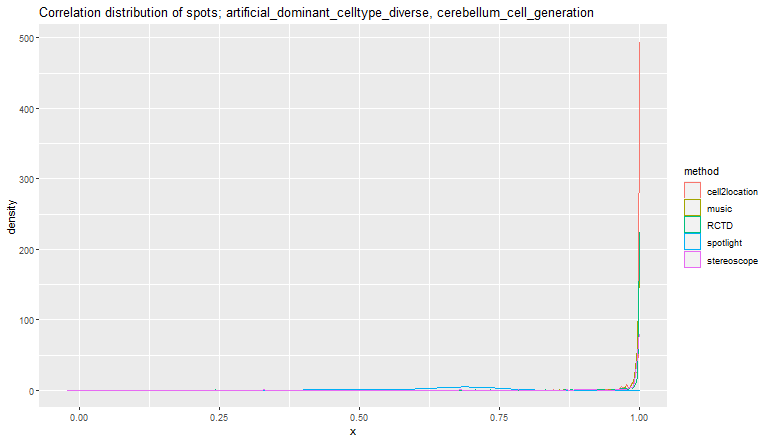 Correlation distribution of spots; artificial_dominant_celltype_diverse, cerebellum_cell_generation
500
400
300
200
100
0
density
0.00
0.25
0.50
0.75
1.00
x
method
cell2location
music
RCTD
spotlight
stereoscope